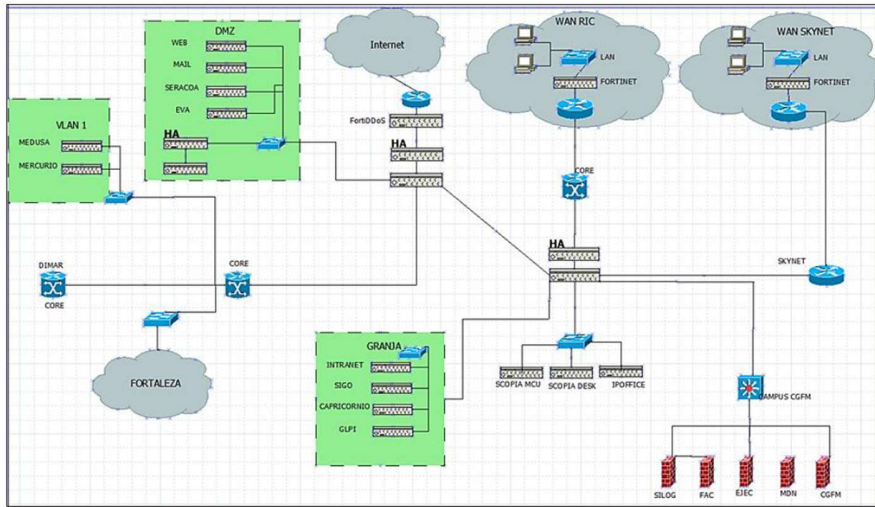 DMZ
WEB
MAIL
SERACOA
EVA
HA
VLAN 1
MEDUSA
MERCURIO
Internet
FortiDDoS
HA
WAN RIC
LAN
FORTINET
WAN SKYNET
LAN
FORTINET
CORE
HA
SKYNET
DIMAR
CORE
CORE
FORTALEZA
GRANJA
INTRANET
SIGO
CAPRICORNIO
GLPI
SCOPIA MCU
SCOPIA DESK
IPOFFICE
CAMPUS CGFM
SILOG
FAC
EJEC
MDN
CGFM